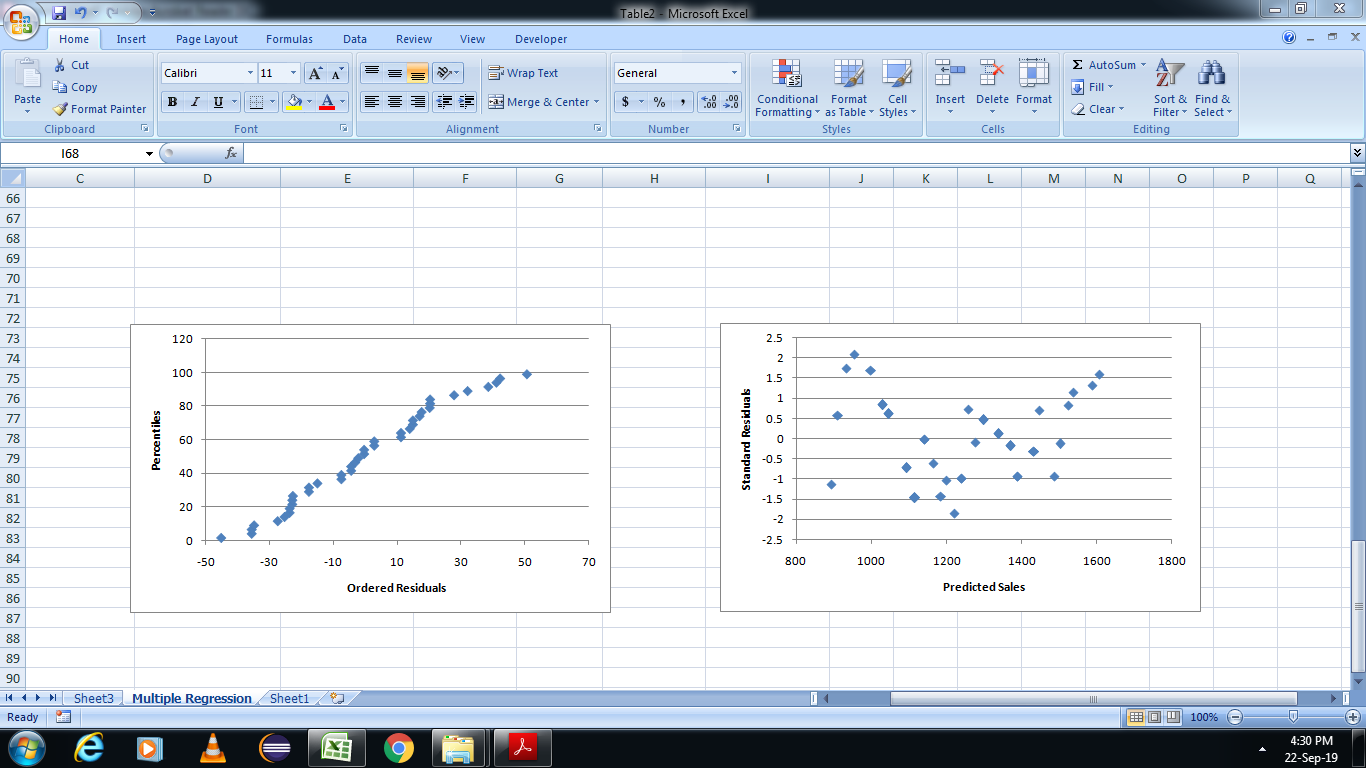 Table2 - Microsoft Excel
Home Insert Page Layout Formulas Data Review View Developer
Paste
Cut
Copy
Format Painter
Clipboard
Calibri 11
B I U
Font
Wrap Text
Merge & Center
Alignment
General
$ % ,
Number
Conditional Formatting
Format as Table
Cell Styles
Styles
Insert Delete Format
Cells
Σ AutoSum
Fill
Clear
Sort & Filter
Find & Select
Editing
I68 fx
C D E F G H I J K L M N O P Q
66
67
68
69
70
71
72
73
74
75
76
77
78
79
80
81
82
83
84
85
86
87
88
89
90
120
100
80
60
40
20
0
Percentiles
-50 -30 -10 10 30 50 70
Ordered Residuals
2.5
2
1.5
1
0.5
0
-0.5
-1
-1.5
-2
-2.5
Standard Residuals
800 1000 1200 1400 1600 1800
Predicted Sales
Sheet3 Multiple Regression Sheet1
Ready 100%
4:30 PM
22-Sep-19